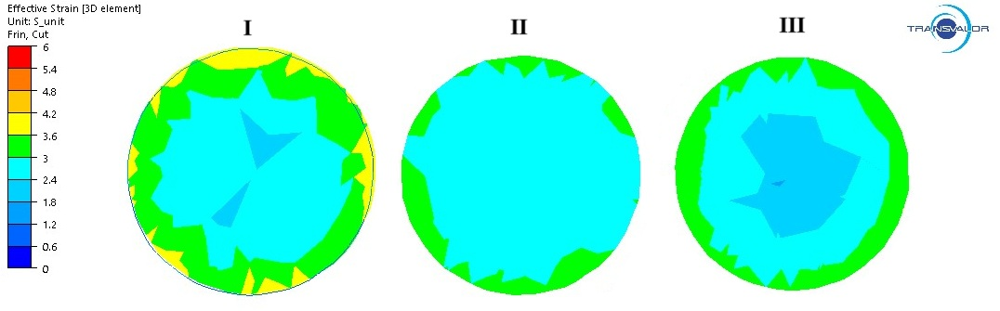 Effective Strain [3D element]
Unit: S_unit
Frin, Cut
I
II
III
TRANSVALOR
6
5.4
4.8
4.2
3.6
3
2.4
1.8
1.2
0.6
0